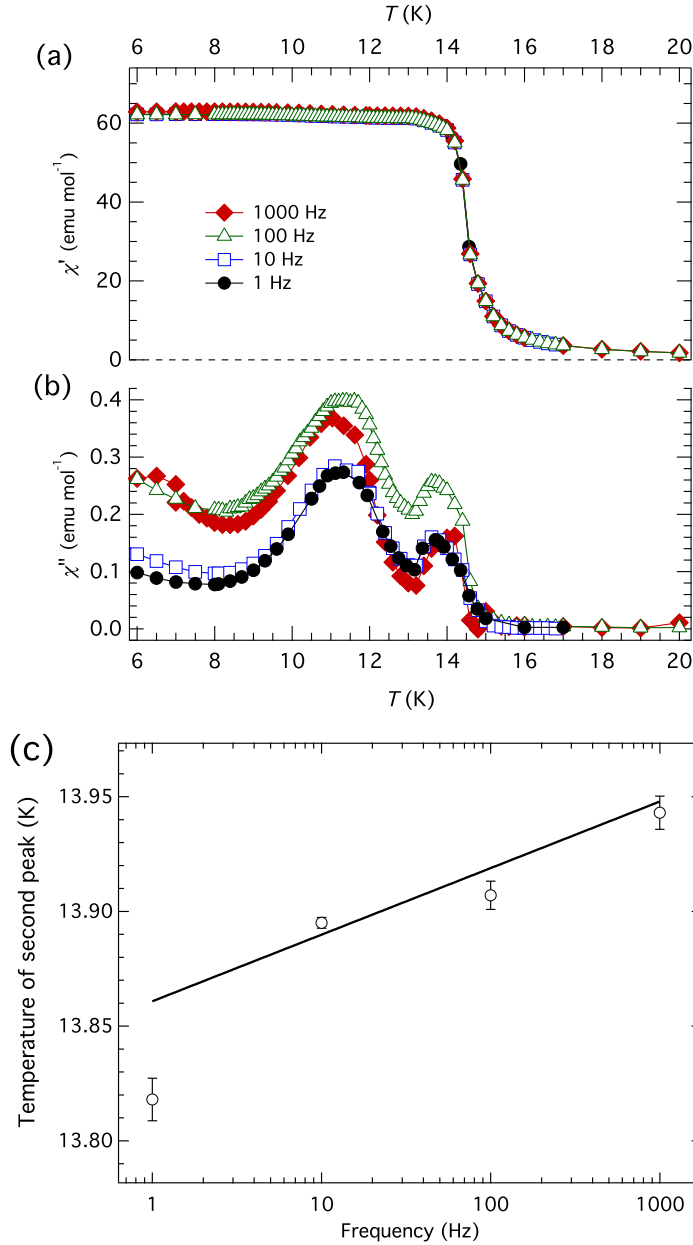 T (K)
6 8 10 12 14 16 18 20
(a)
60
40
20
0
χ' (emu mol⁻¹)
1000 Hz
100 Hz
10 Hz
1 Hz
(b)
0.4
0.3
0.2
0.1
0.0
χ'' (emu mol⁻¹)
6 8 10 12 14 16 18 20
T (K)
(c)
13.95
13.90
13.85
13.80
Temperature of second peak (K)
1 10 100 1000
Frequency (Hz)